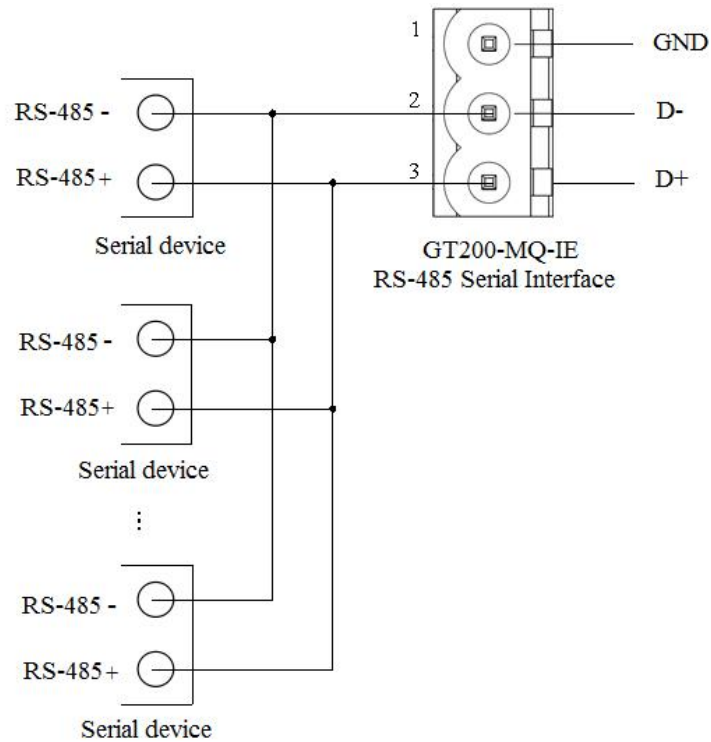 1
GND
RS-485 -
2
D-
RS-485+
3
D+
Serial device
GT200-MQ-IE
RS-485 Serial Interface
RS-485 -
RS-485+
Serial device
RS-485 -
RS-485+
Serial device